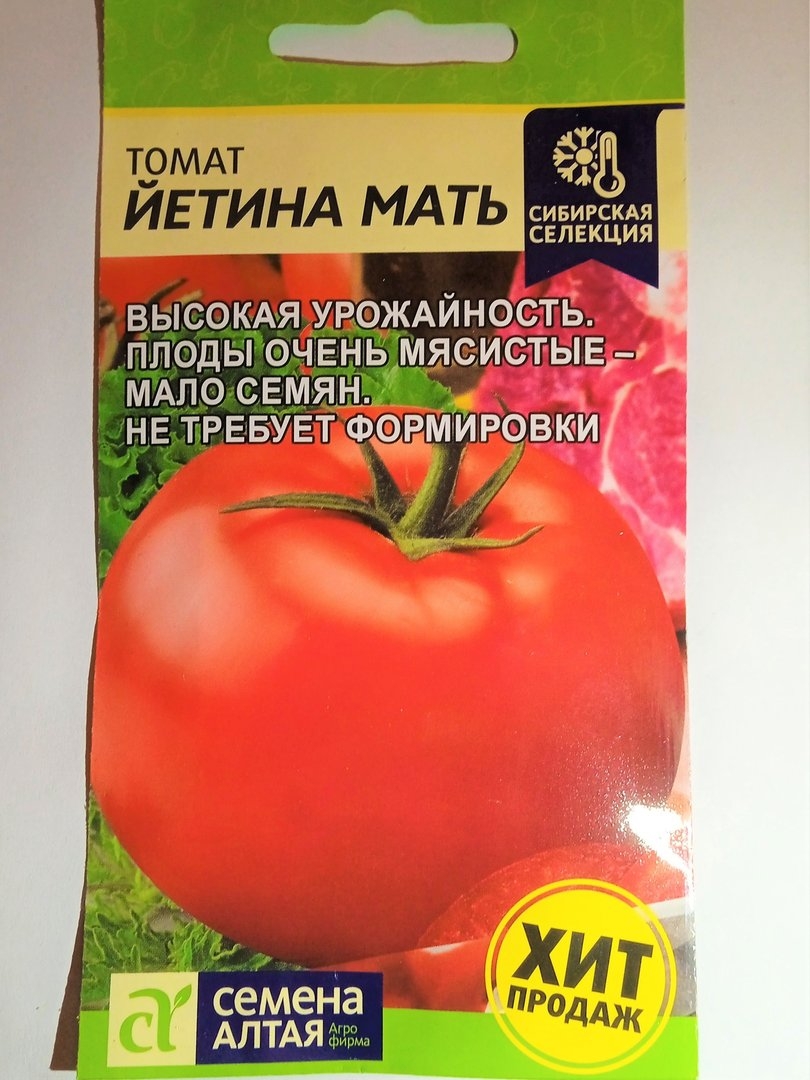 ТОМАТ
ЙЕТИНА МАТЬ
СИБИРСКАЯ
СЕЛЕКЦИЯ
ВЫСОКАЯ УРОЖАЙНОСТЬ.
ПЛОДЫ ОЧЕНЬ МЯСИСТЫЕ –
МАЛО СЕМЯН.
НЕ ТРЕБУЕТ ФОРМИРОВКИ
ХИТ
ПРОДАЖ
семена
АЛТАЯ
Агро
фирма